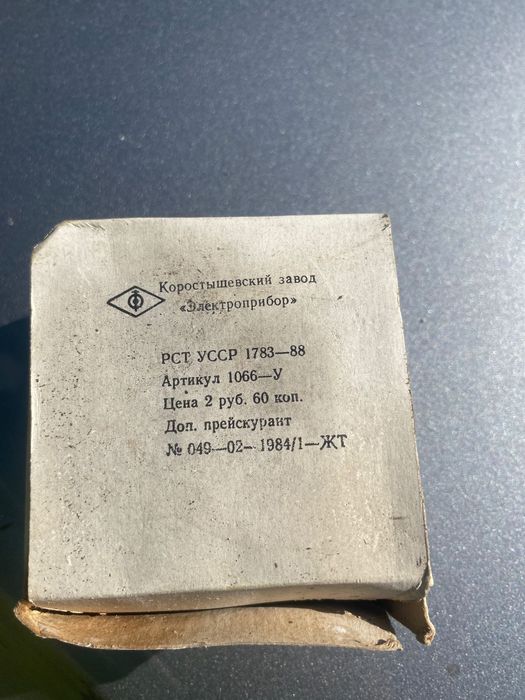 Коростышевский завод
«Электроприбор»
РСТ УССР 1783—88
Артикул 1066—У
Цена 2 руб. 60 коп.
Доп. прейскурант
№ 049—02— 1984/1—ЖТ